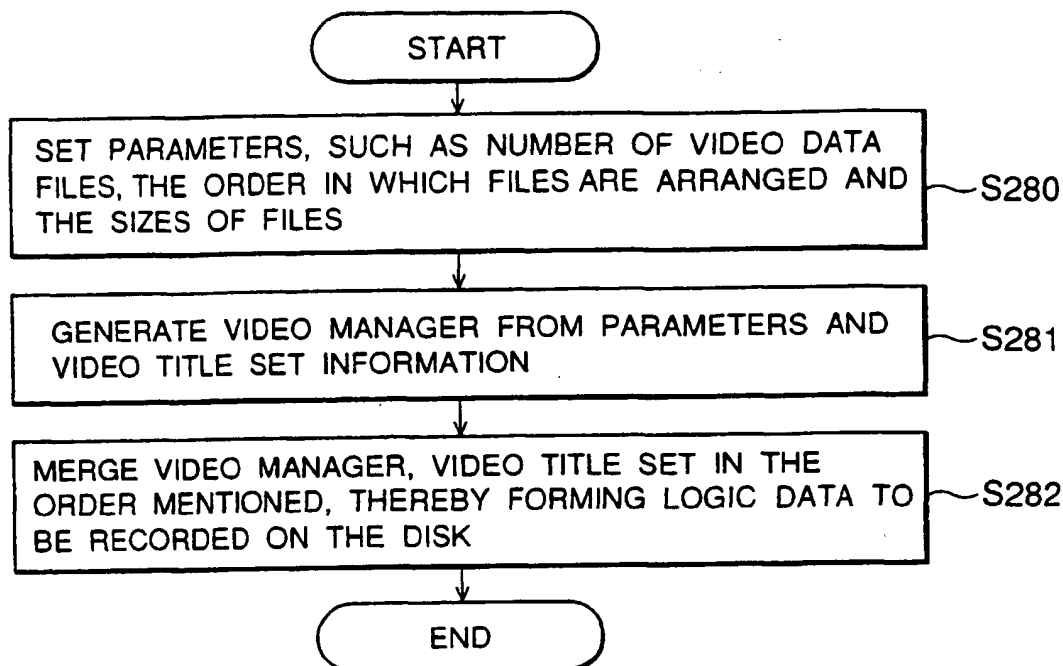 START
SET PARAMETERS, SUCH AS NUMBER OF VIDEO DATA
FILES, THE ORDER IN WHICH FILES ARE ARRANGED AND
THE SIZES OF FILES
S280
GENERATE VIDEO MANAGER FROM PARAMETERS AND
VIDEO TITLE SET INFORMATION
S281
MERGE VIDEO MANAGER, VIDEO TITLE SET IN THE
ORDER MENTIONED, THEREBY FORMING LOGIC DATA TO
BE RECORDED ON THE DISK
S282
END